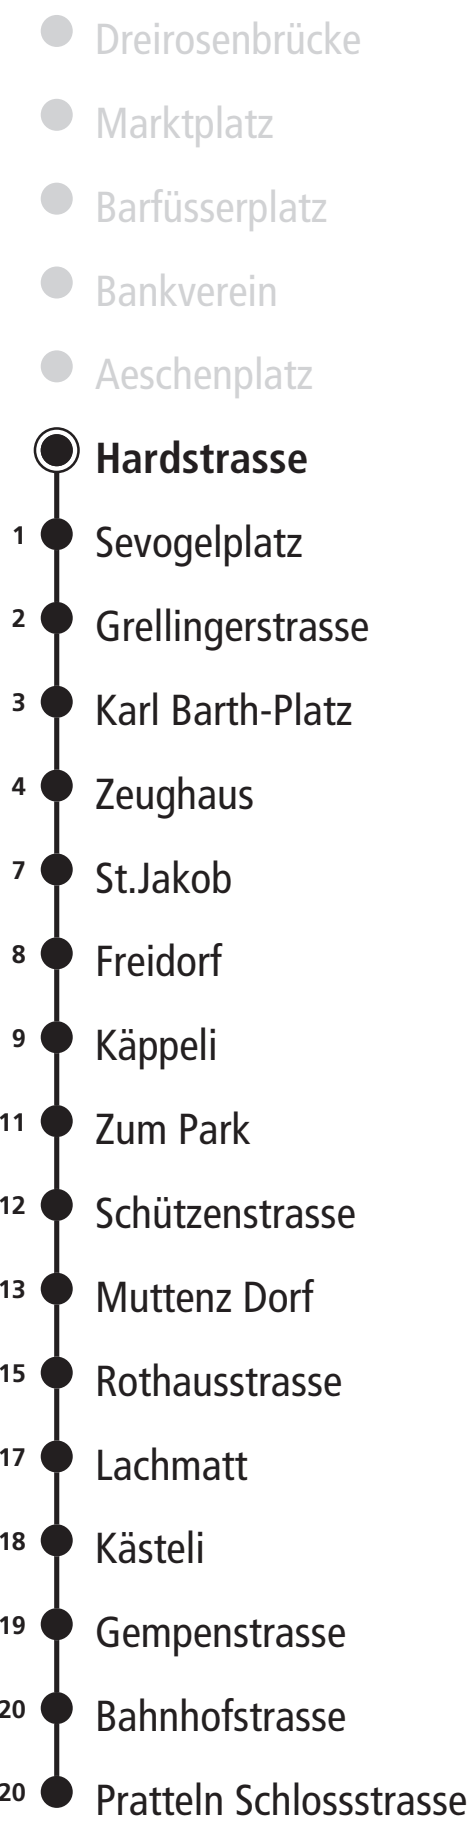 Dreirosenbrücke
Marktplatz
Barfüsserplatz
Bankverein
Aeschenplatz
Hardstrasse
1 Sevogelplatz
2 Grellingerstrasse
3 Karl Barth-Platz
4 Zeughaus
7 St.Jakob
8 Freidorf
9 Käppeli
11 Zum Park
12 Schützenstrasse
13 Muttenz Dorf
15 Rothausstrasse
17 Lachmatt
18 Kästeli
19 Gempenstrasse
20 Bahnhofstrasse
20 Pratteln Schlossstrasse